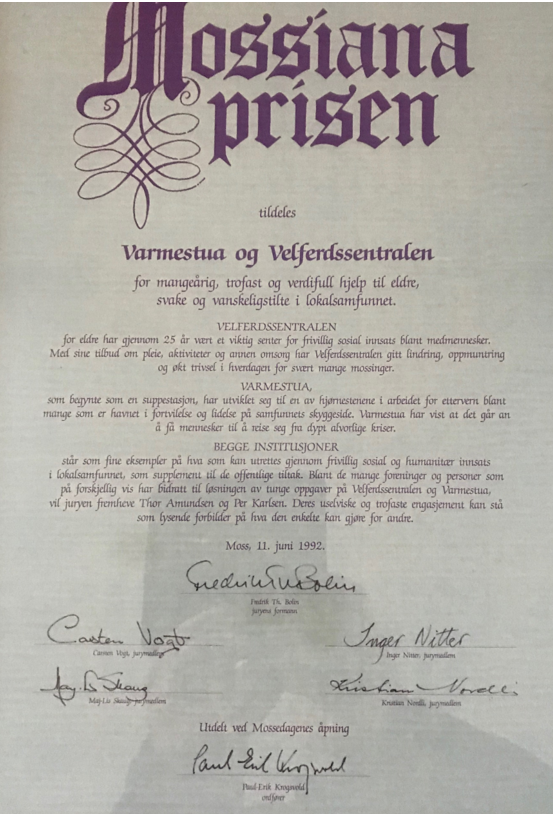 Mossiana
prisen
tildeles
Varmestua og Velferdssentralen
for mangeårig, trofast og verdifull hjelp til eldre,
svake og vanskeligstilte i lokalsamfunnet.
VELFERDSSENTRALEN
for eldre har gjennom 25 år vært et viktig senter for frivillig sosial innsats blant medmennesker.
Med sine tilbud om pleie, aktiviteter og annen omsorg har Velferdssentralen gitt lindring, oppmuntring
og økt trivsel i hverdagen for svært mange mossinger.
VARMESTUA,
som begynte som en suppestasjon, har utviklet seg til en av hjørnestenene i arbeidet for ettervern blant
mange som er havnet i fortvilelse og lidelse på samfunnets skyggeside. Varmestua har vist at det går an
å få mennesker til å reise seg fra dypt alvorlige kriser.
BEGGE INSTITUSJONER
står som fine eksempler på hva som kan utrettes gjennom frivillig sosial og humanitær innsats
i lokalsamfunnet, som supplement til de offentlige tiltak. Blant de mange foreninger og personer som
på forskjellig vis har bidratt til løsningen av tunge oppgaver på Velferdssentralen og Varmestua,
vil juryen fremheve Thor Amundsen og Per Karlsen. Deres uselviske og trofaste engasjement kan stå
som lysende forbilder på hva den enkelte kan gjøre for andre.
Moss, 11. juni 1992.
Fredrik Th. Bolin
Fredrik Th. Bolin
juryens formann
Carsten Vogt Inger Nitter
Carsten Vogt, jurymedlem Inger Nitter, jurymedlem
Kristian Nordli
Maj-Liv Skaug, jurymedlem Kristian Nordli, jurymedlem
Utdelt ved Mossedagenes åpning
Paul Erik Krogsvold
Paul-Erik Krogsvold
ordfører